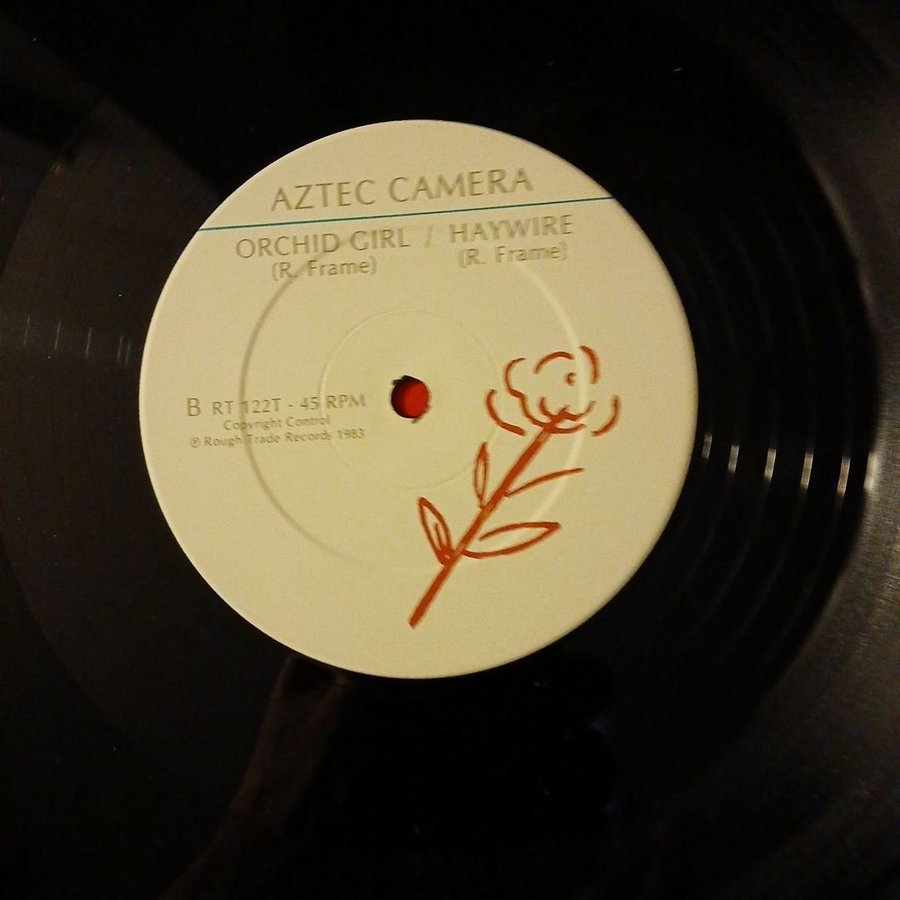 AZTEC CAMERA
ORCHID GIRL / HAYWIRE
(R. Frame) (R. Frame)
B RT 122T - 45 RPM
Copyright Control
℗ Rough Trade Records 1983